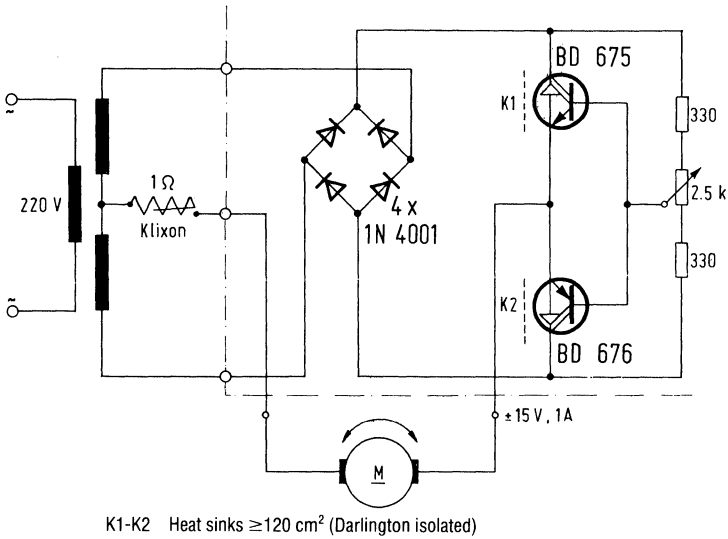 BD 675
K1
330
~
1 Ω
220 V
4 x
2.5 k
Klixon
1N 4001
330
K2
~
BD 676
±15 V, 1A
M
K1-K2 Heat sinks ≥120 cm² (Darlington isolated)